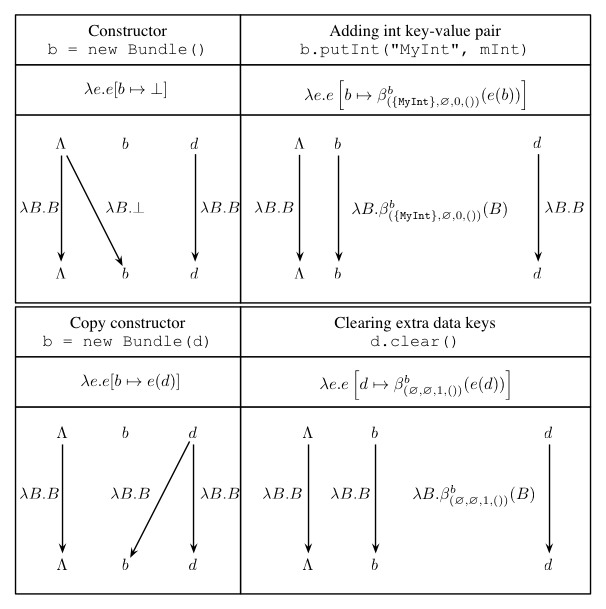 Constructor
b = new Bundle()
Adding int key-value pair
b.putInt("MyInt", mInt)
λe.e[b ↦ ⊥]
λe.e[b ↦ β^b_({MyInt},∅,0,())(e(b))]
Λ b d
λB.B λB.⊥ λB.B
Λ b d
Λ b d
λB.B λB.β^b_({MyInt},∅,0,())(B) λB.B
Λ b d
Copy constructor
b = new Bundle(d)
Clearing extra data keys
d.clear()
λe.e[b ↦ e(d)]
λe.e[d ↦ β^b_(∅,∅,1,())(e(d))]
Λ b d
λB.B λB.B λB.B
Λ b d
Λ b d
λB.B λB.B λB.β^b_(∅,∅,1,())(B)
Λ b d